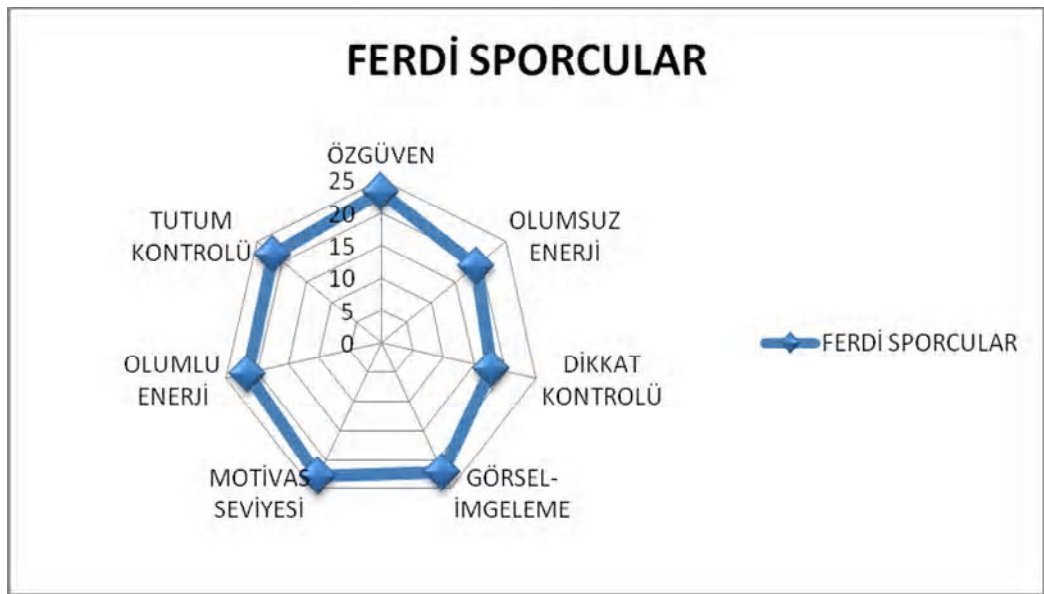 FERDİ SPORCULAR
ÖZGÜVEN
25
20
15
10
5
0
OLUMSUZ
ENERJİ
DİKKAT
KONTROLÜ
GÖRSEL-
İMGELEME
MOTİVAS
SEVİYESİ
OLUMLU
ENERJİ
TUTUM
KONTROLÜ
FERDİ SPORCULAR